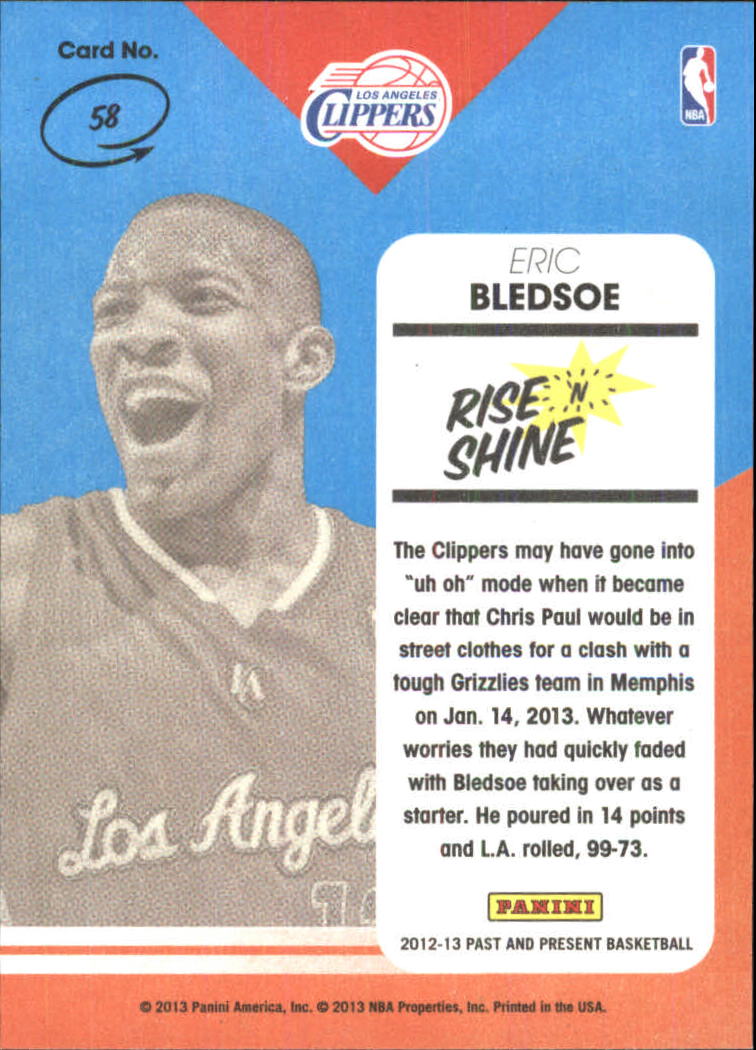 Card No.
58
LOS ANGELES
CLIPPERS
NBA
ERIC
BLEDSOE
RISE 'N
SHINE
The Clippers may have gone into
"uh oh" mode when it became
clear that Chris Paul would be in
street clothes for a clash with a
tough Grizzlies team in Memphis
on Jan. 14, 2013. Whatever
worries they had quickly faded
with Bledsoe taking over as a
starter. He poured in 14 points
and L.A. rolled, 99-73.
Los Angel
PANINI
2012-13 PAST AND PRESENT BASKETBALL
© 2013 Panini America, Inc. © 2013 NBA Properties, Inc. Printed in the USA.